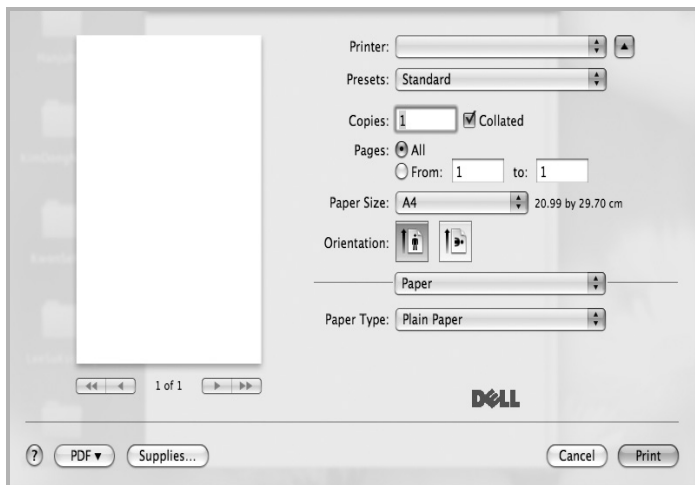 Printer:
Presets: Standard
Copies: 1 Collated
Pages: All
From: 1 to: 1
Paper Size: A4 20.99 by 29.70 cm
Orientation:
Paper
Paper Type: Plain Paper
1 of 1
DELL
? PDF Supplies... Cancel Print